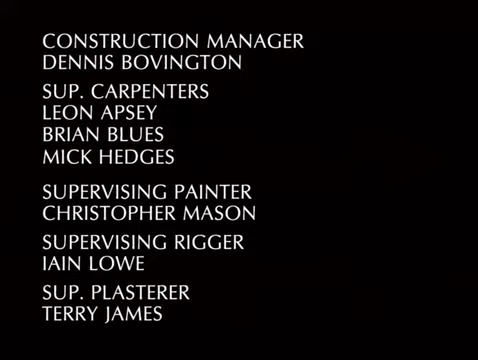 CONSTRUCTION MANAGER
DENNIS BOVINGTON
SUP. CARPENTERS
LEON APSEY
BRIAN BLUES
MICK HEDGES
SUPERVISING PAINTER
CHRISTOPHER MASON
SUPERVISING RIGGER
IAIN LOWE
SUP. PLASTERER
TERRY JAMES